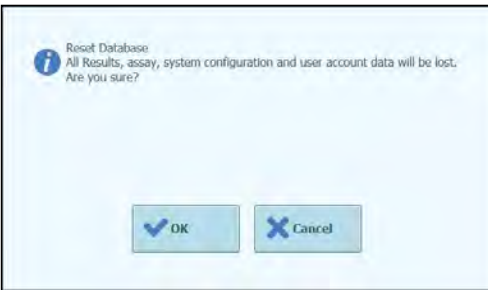 Reset Database
All Results, assay, system configuration and user account data will be lost.
Are you sure?
OK
Cancel